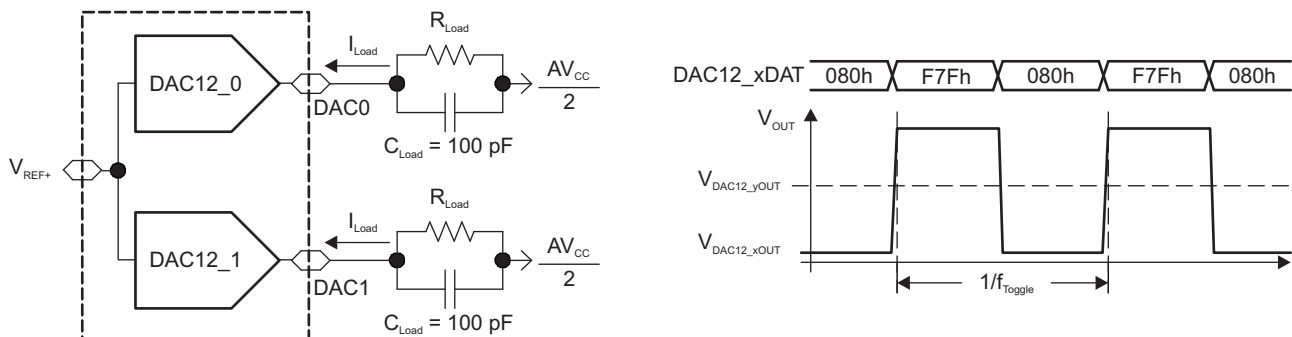 DAC12_0
I_Load
R_Load
DAC0
AV_CC
2
C_Load = 100 pF
V_REF+
DAC12_1
I_Load
R_Load
DAC1
AV_CC
2
C_Load = 100 pF
DAC12_xDAT 080h F7Fh 080h F7Fh 080h
V_OUT
V_DAC12_yOUT
V_DAC12_xOUT
1/f_Toggle